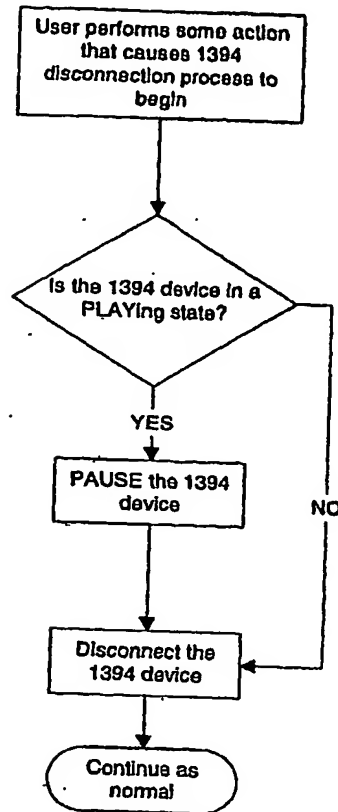 User performs some action
that causes 1394
disconnection process to
begin
Is the 1394 device in a
PLAYing state?
YES
PAUSE the 1394
device
NO
Disconnect the
1394 device
Continue as
normal